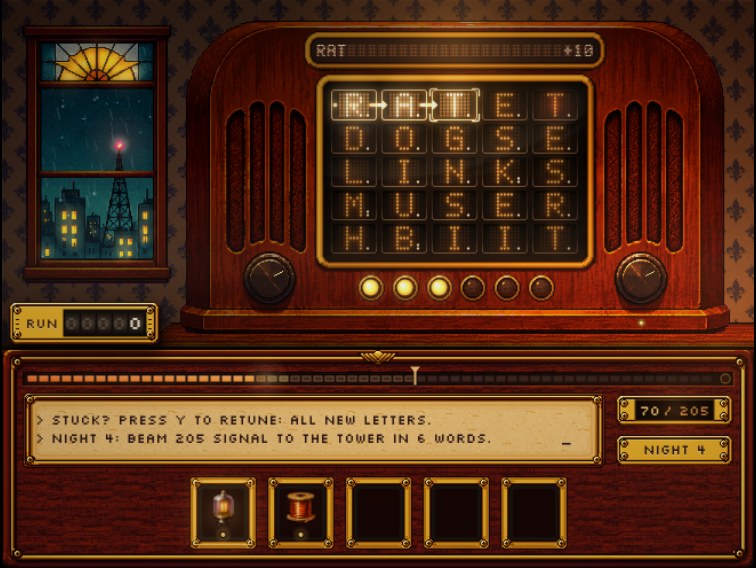 RAT +10
R A T E T
D O G S E
L I N K S
M U S E R
H B I I T
RUN 00000
> STUCK? PRESS Y TO RETUNE: ALL NEW LETTERS.
> NIGHT 4: BEAM 205 SIGNAL TO THE TOWER IN 6 WORDS. _
70 / 205
NIGHT 4